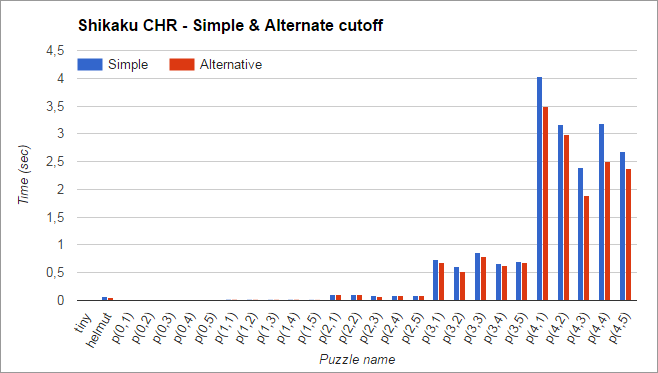 Shikaku CHR - Simple & Alternate cutoff
4,5
Simple
Alternative
4
3,5
3
2,5
2
1,5
1
0,5
0
Time (sec)
tiny
helmut
p(0,1)
p(0,2)
p(0,3)
p(0,4)
p(0,5)
p(1,1)
p(1,2)
p(1,3)
p(1,4)
p(1,5)
p(2,1)
p(2,2)
p(2,3)
p(2,4)
p(2,5)
p(3,1)
p(3,2)
p(3,3)
p(3,4)
p(3,5)
p(4,1)
p(4,2)
p(4,3)
p(4,4)
p(4,5)
Puzzle name